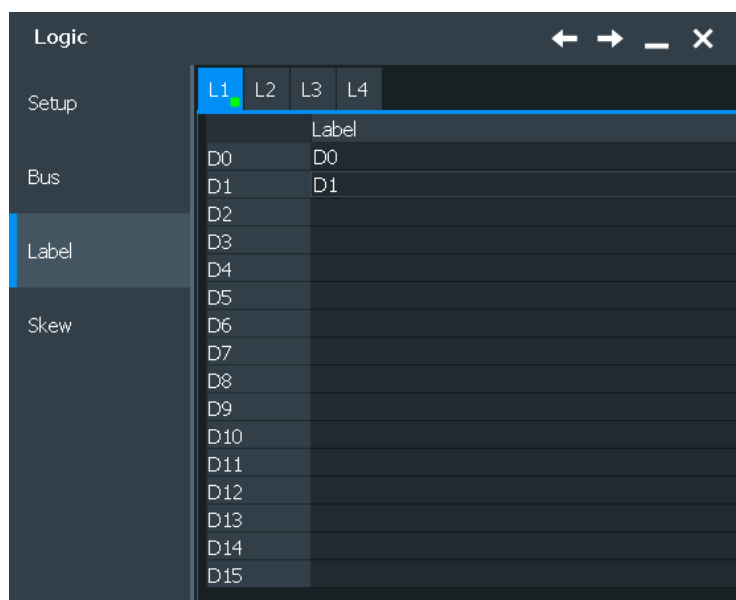 Logic
Setup
Bus
Label
Skew
L1 L2 L3 L4
Label
D0 D0
D1 D1
D2
D3
D4
D5
D6
D7
D8
D9
D10
D11
D12
D13
D14
D15